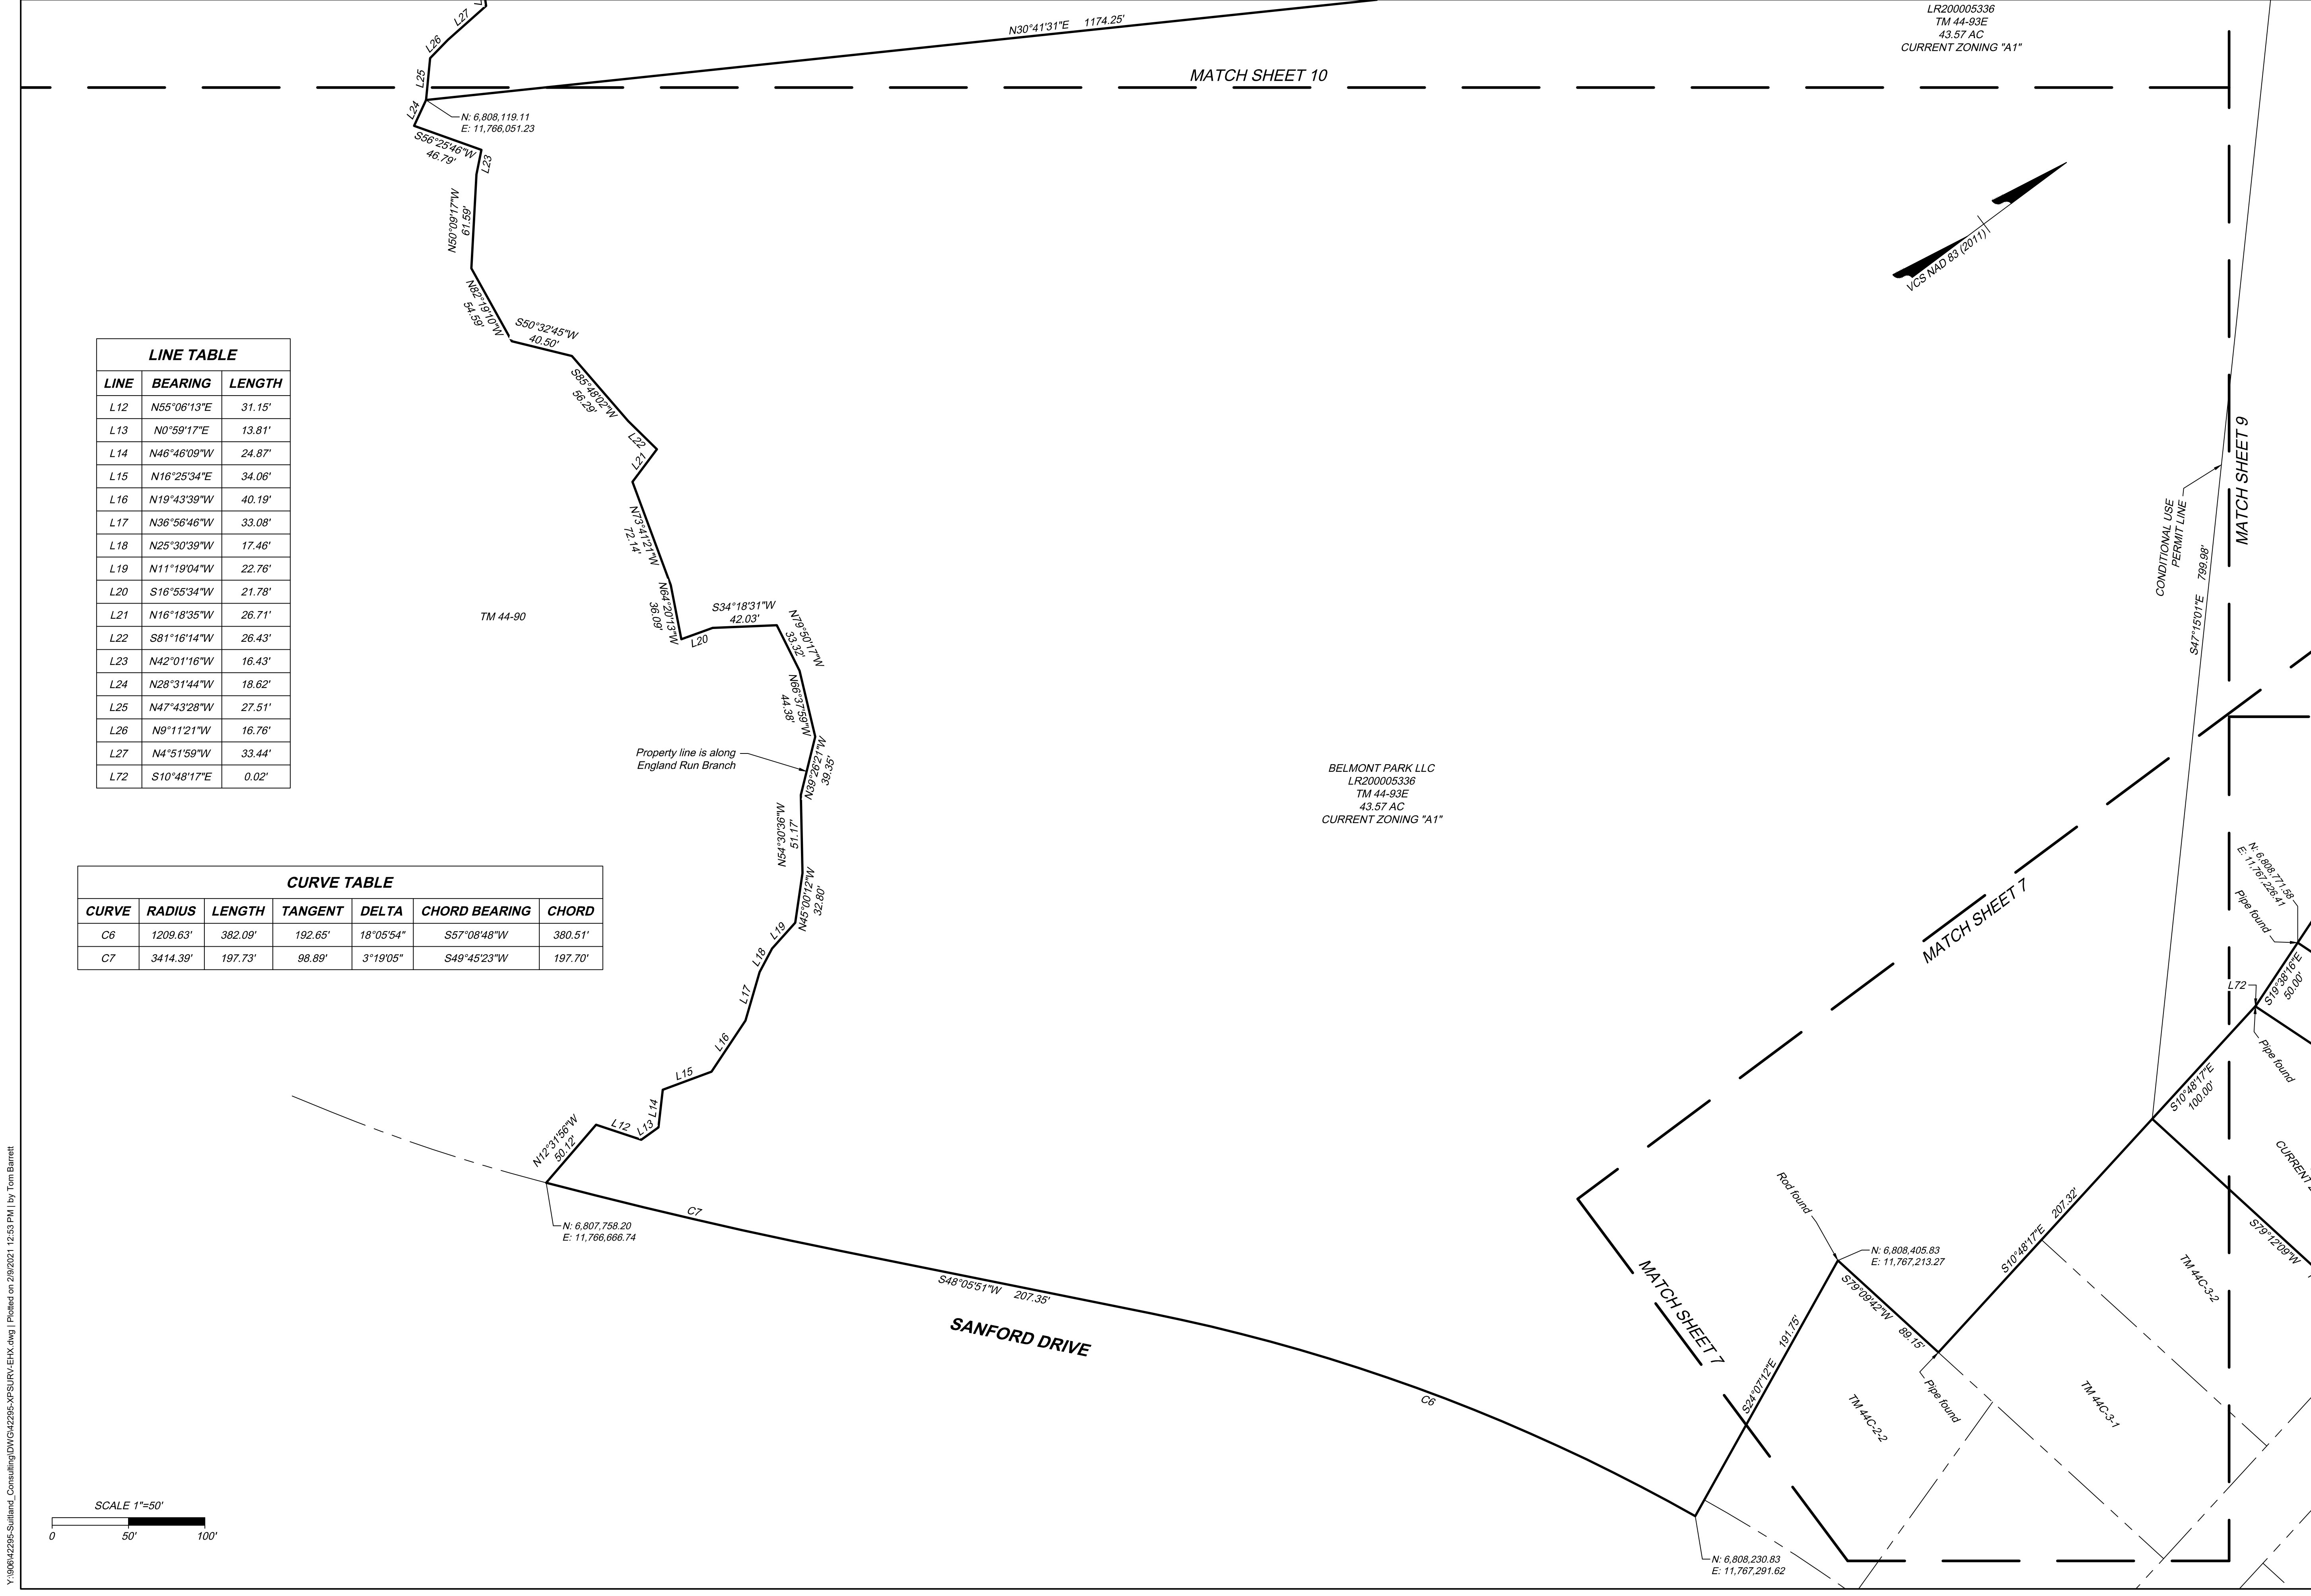 L27
L26
L25
L24
N30°41'31"E 1174.25'
LR200005336
TM 44-93E
43.57 AC
CURRENT ZONING "A1"
MATCH SHEET 10
N: 6,808,119.11
E: 11,766,051.23
S56°25'46"W
46.79'
L23
N50°09'17"W
61.59'
VCS NAD 83 (2011)
N82°19'10"W
54.59'
S50°32'45"W
40.50'
S85°48'02"W
56.29'
L22
L21
LINE TABLE
LINE BEARING LENGTH
L12 N55°06'13"E 31.15'
L13 N0°59'17"E 13.81'
L14 N46°46'09"W 24.87'
L15 N16°25'34"E 34.06'
L16 N19°43'39"W 40.19'
L17 N36°56'46"W 33.08'
L18 N25°30'39"W 17.46'
L19 N11°19'04"W 22.76'
L20 S16°55'34"W 21.78'
L21 N16°18'35"W 26.71'
L22 S81°16'14"W 26.43'
L23 N42°01'16"W 16.43'
L24 N28°31'44"W 18.62'
L25 N47°43'28"W 27.51'
L26 N9°11'21"W 16.76'
L27 N4°51'59"W 33.44'
L72 S10°48'17"E 0.02'
MATCH SHEET 9
CONDITIONAL USE
PERMIT LINE
S47°15'01"E 799.98'
N73°41'21"W
72.14'
N64°20'13"W
36.09'
TM 44-90
L20
S34°18'31"W
42.03'
N79°50'17"W
33.32'
N66°37'59"W
44.38'
Property line is along
England Run Branch
N39°26'21"W
39.35'
BELMONT PARK LLC
LR200005336
TM 44-93E
43.57 AC
CURRENT ZONING "A1"
N54°30'36"W
51.17'
N45°00'12"W
32.80'
CURVE TABLE
CURVE RADIUS LENGTH TANGENT DELTA CHORD BEARING CHORD
C6 1209.63' 382.09' 192.65' 18°05'54" S57°08'48"W 380.51'
C7 3414.39' 197.73' 98.89' 3°19'05" S49°45'23"W 197.70'
MATCH SHEET 7
N: 6,808,771.58
E: 11,767,226.41
Pipe found
L72
S19°38'16"E
50.00'
Pipe found
L19
L18
L17
L16
L15
L14
L13
L12
N12°31'56"W
50.12'
S10°48'17"E
100.00'
CURRENT
Rod found
S10°48'17"E 207.32'
S79°12'09"W
C7
N: 6,807,758.20
E: 11,766,666.74
N: 6,808,405.83
E: 11,767,213.27
TM 44C-3-2
S48°05'51"W 207.35'
SANFORD DRIVE
MATCH SHEET 7
S79°09'42"W 89.15'
S24°07'12"E 191.75'
C6
Pipe found
TM 44C-2-2
TM 44C-3-1
SCALE 1"=50'
0 50' 100'
N: 6,808,230.83
E: 11,767,291.62
Y:\906\42295-Suitland_Consulting\DWG\42295-XPSURV-EHX.dwg | Plotted on 2/9/2021 12:53 PM | by Tom Barrett